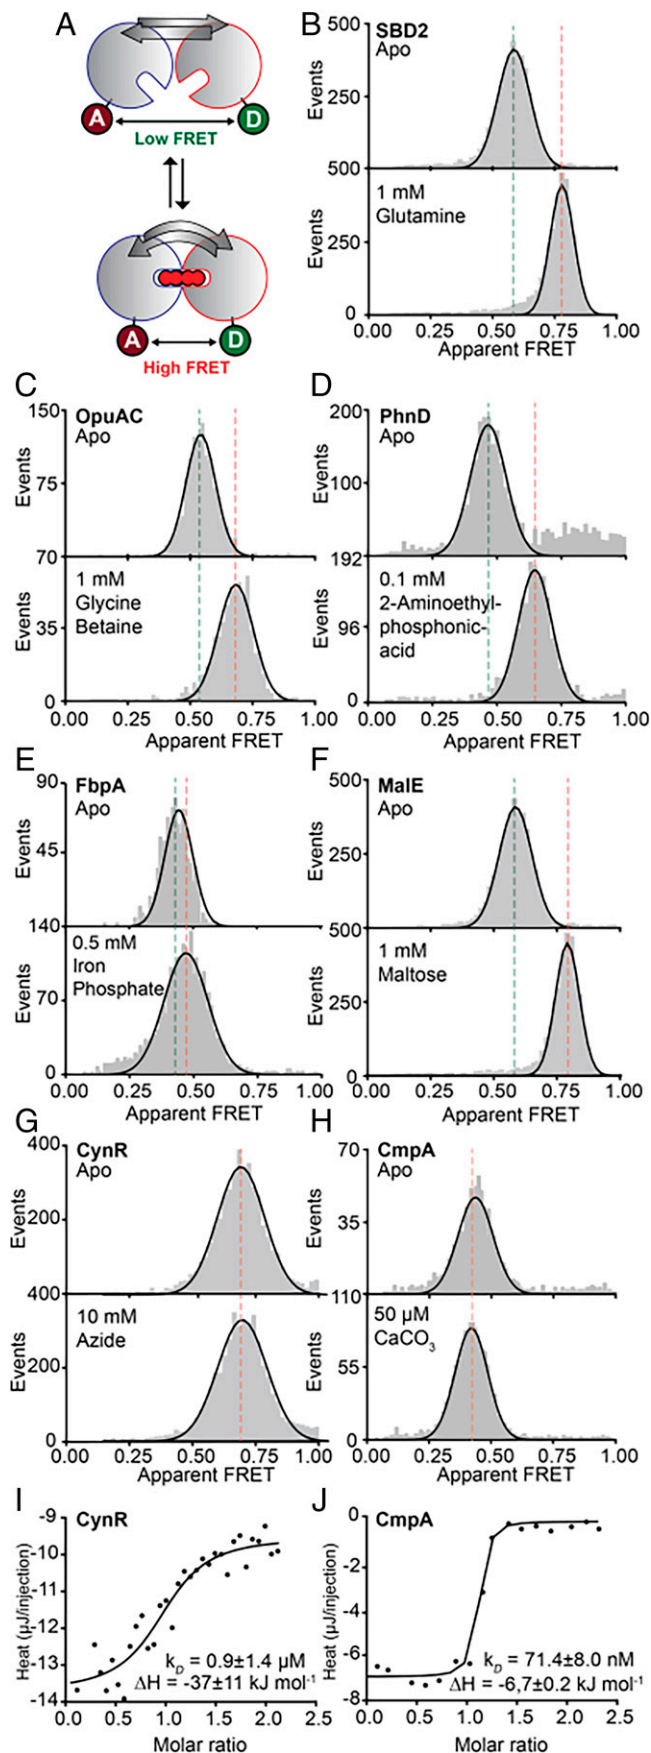 A
A
D
Low FRET
A
D
High FRET
B
SBD2
Apo
500
250
500
Events
1 mM
Glutamine
250
0
Events
0.00 0.25 0.50 0.75 1.00
Apparent FRET
C
OpuAC
Apo
150
75
70
Events
1 mM
Glycine
Betaine
35
0
Events
0.00 0.25 0.50 0.75 1.00
Apparent FRET
D
PhnD
Apo
200
100
192
Events
0.1 mM
2-Aminoethyl-
phosphonic-
acid
96
0
Events
0.00 0.25 0.50 0.75 1.00
Apparent FRET
E
FbpA
Apo
90
45
140
Events
0.5 mM
Iron
Phosphate
70
0
Events
0.00 0.25 0.50 0.75 1.00
Apparent FRET
F
MalE
Apo
500
250
500
Events
1 mM
Maltose
250
0
Events
0.00 0.25 0.50 0.75 1.00
Apparent FRET
G
CynR
Apo
400
200
400
Events
10 mM
Azide
200
0
Events
0.00 0.25 0.50 0.75 1.00
Apparent FRET
H
CmpA
Apo
70
35
110
Events
50 µM
CaCO3
55
0
Events
0.00 0.25 0.50 0.75 1.00
Apparent FRET
I
CynR
-9
-10
-11
-12
-13
-14
Heat (µJ/injection)
kD = 0.9±1.4 µM
ΔH = -37±11 kJ mol-1
0.0 0.5 1.0 1.5 2.0 2.5
Molar ratio
J
CmpA
0
-2
-4
-6
-8
Heat (µJ/injection)
kD = 71.4±8.0 nM
ΔH = -6,7±0.2 kJ mol-1
0.0 0.5 1.0 1.5 2.0 2.5
Molar ratio